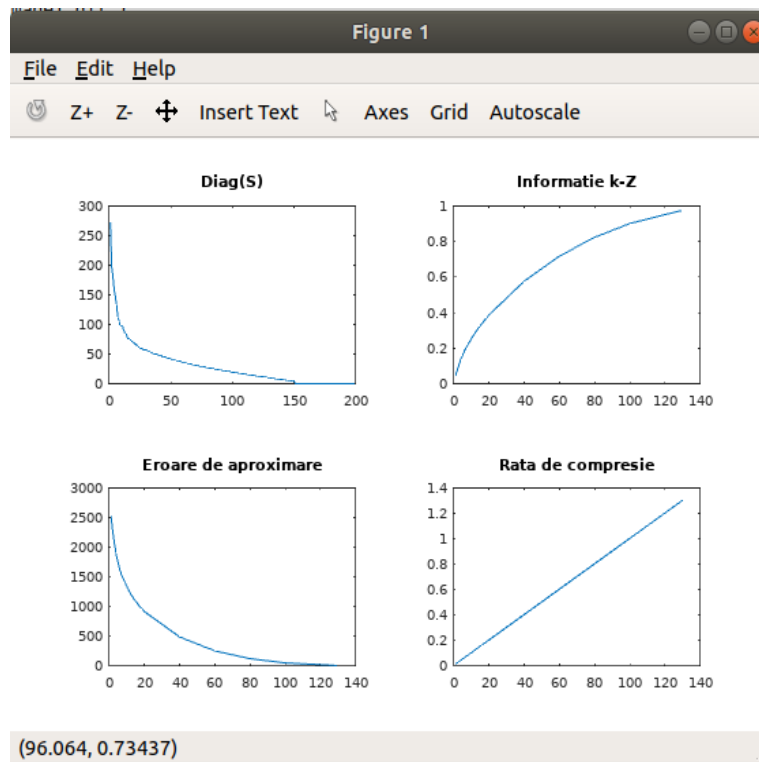 Figure 1
File Edit Help
Z+ Z- Insert Text Axes Grid Autoscale
Diag(S)
300
250
200
150
100
50
0
0 50 100 150 200
Informatie k-Z
1
0.8
0.6
0.4
0.2
0
0 20 40 60 80 100 120 140
Eroare de aproximare
3000
2500
2000
1500
1000
500
0
0 20 40 60 80 100 120 140
Rata de compresie
1.4
1.2
1
0.8
0.6
0.4
0.2
0
0 20 40 60 80 100 120 140
(96.064, 0.73437)